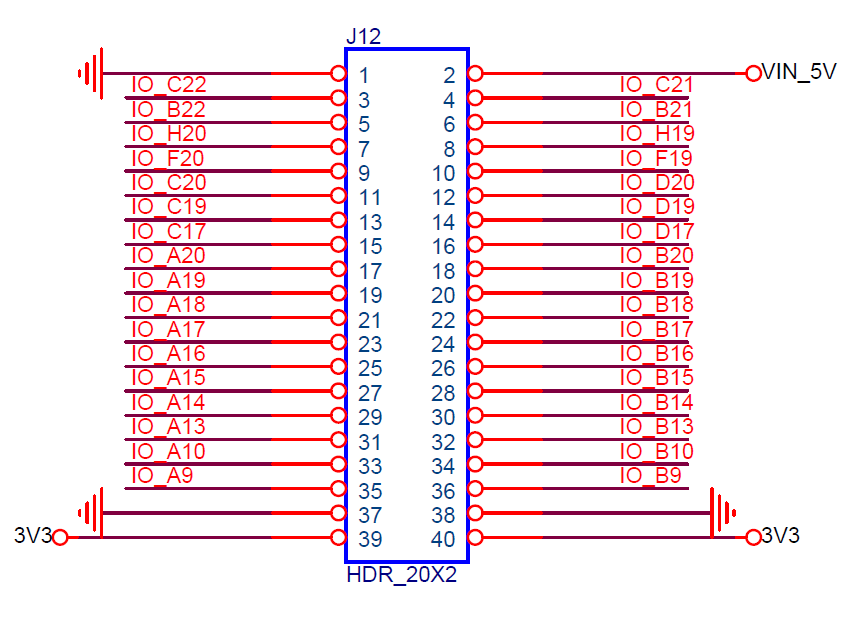 J12
1 2 VIN_5V
IO_C22 IO_C21
3 4
IO_B22 IO_B21
5 6
IO_H20 IO_H19
7 8
IO_F20 IO_F19
9 10
IO_C20 IO_D20
11 12
IO_C19 IO_D19
13 14
IO_C17 IO_D17
15 16
IO_A20 IO_B20
17 18
IO_A19 IO_B19
19 20
IO_A18 IO_B18
21 22
IO_A17 IO_B17
23 24
IO_A16 IO_B16
25 26
IO_A15 IO_B15
27 28
IO_A14 IO_B14
29 30
IO_A13 IO_B13
31 32
IO_A10 IO_B10
33 34
IO_A9 IO_B9
35 36
37 38
3V3 39 40 3V3
HDR_20X2